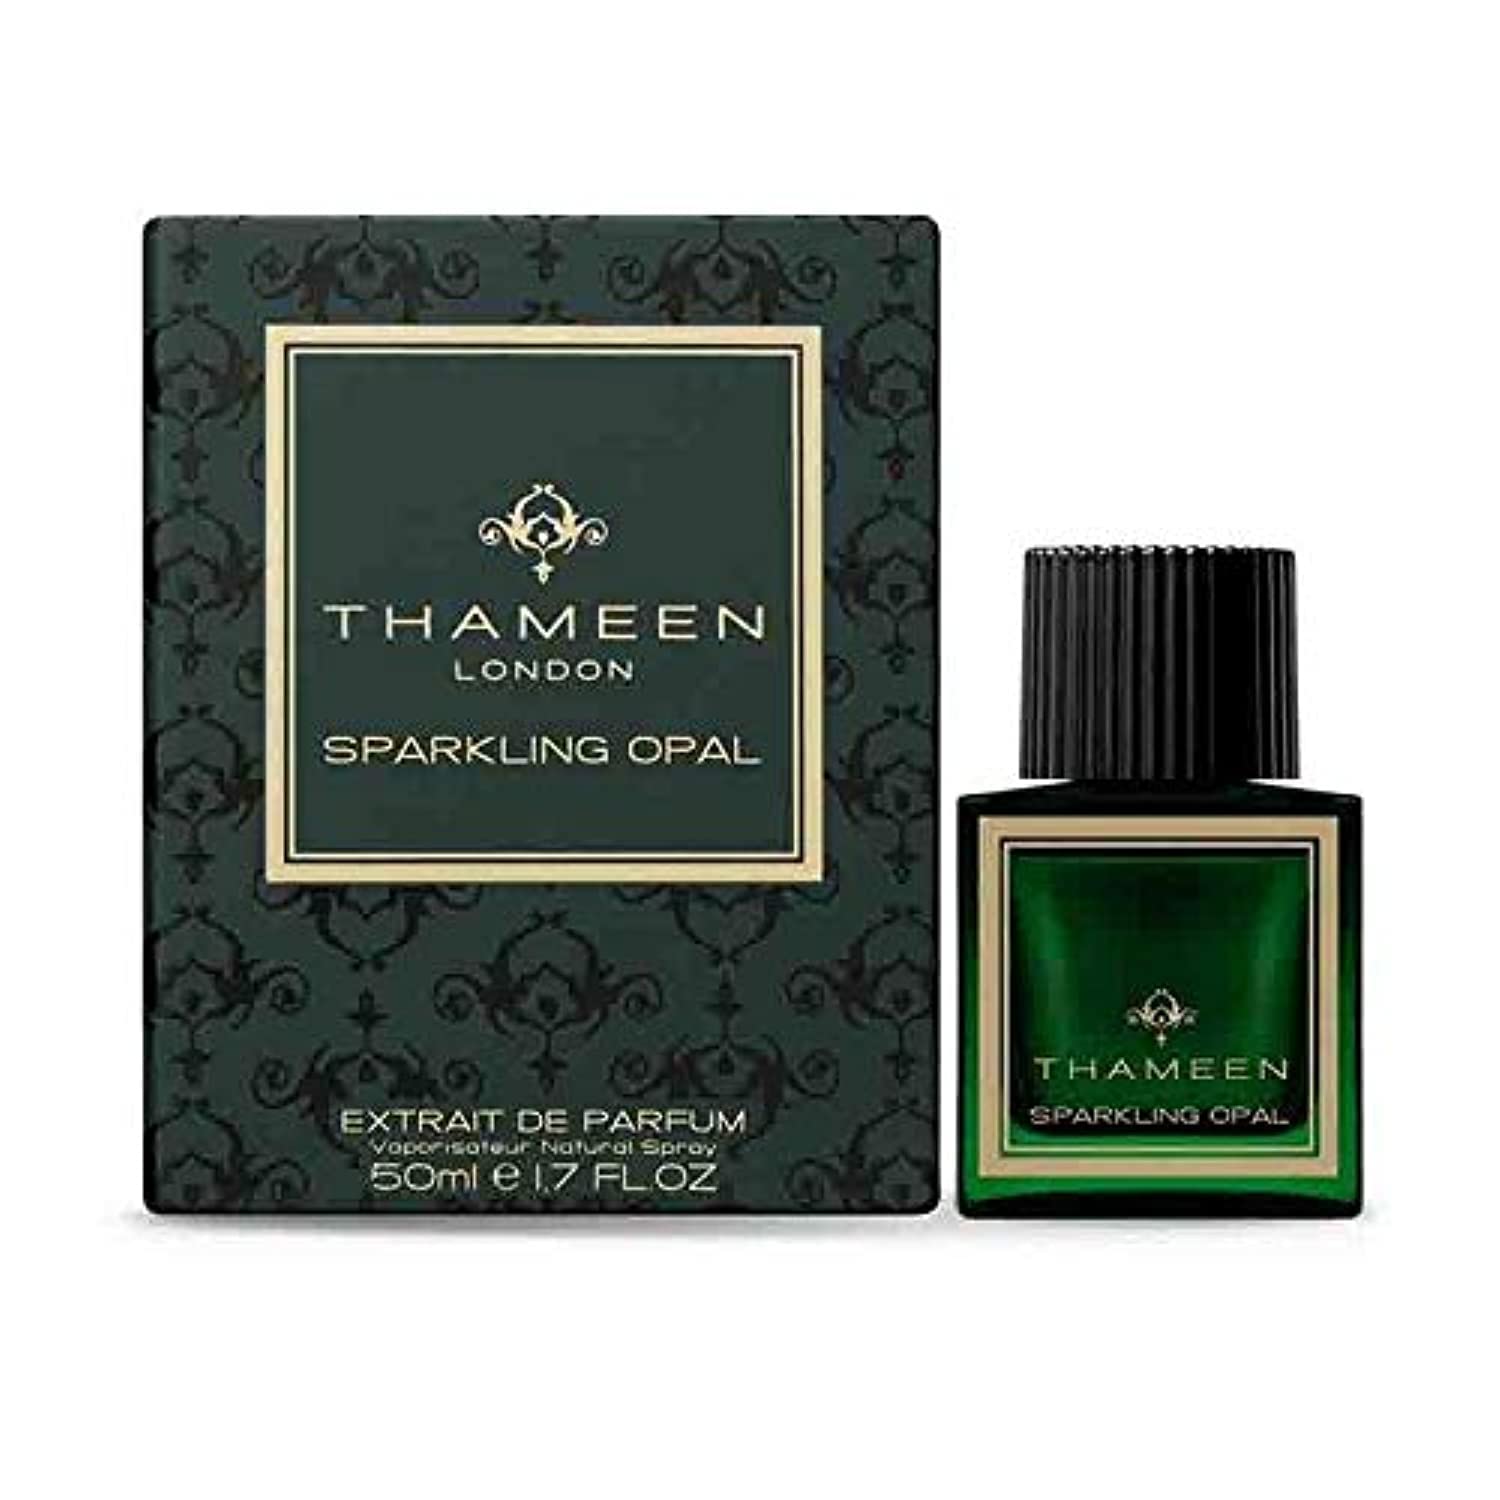 THAMEEN
LONDON
SPARKLING OPAL
EXTRAIT DE PARFUM
Vaporisateur Natural Spray
50ml e 1.7 FL.OZ
THAMEEN
SPARKLING OPAL